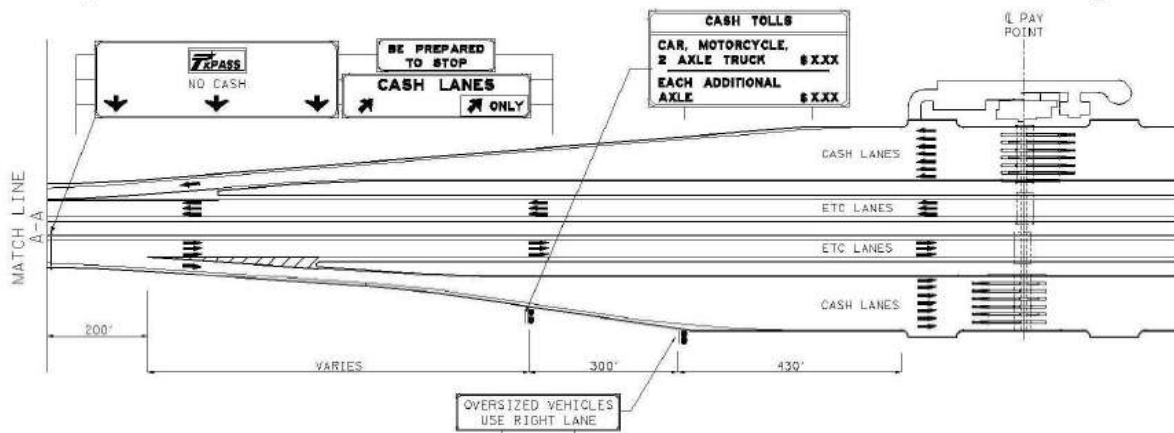 TxPASS
NO CASH
BE PREPARED
TO STOP
CASH LANES
ONLY
CASH TOLLS
CAR, MOTORCYCLE,
2 AXLE TRUCK $X.XX
EACH ADDITIONAL
AXLE $X.XX
℄ PAY
POINT
CASH LANES
ETC LANES
ETC LANES
CASH LANES
MATCH LINE
A-A
200'
VARIES
300'
430'
OVERSIZED VEHICLES
USE RIGHT LANE